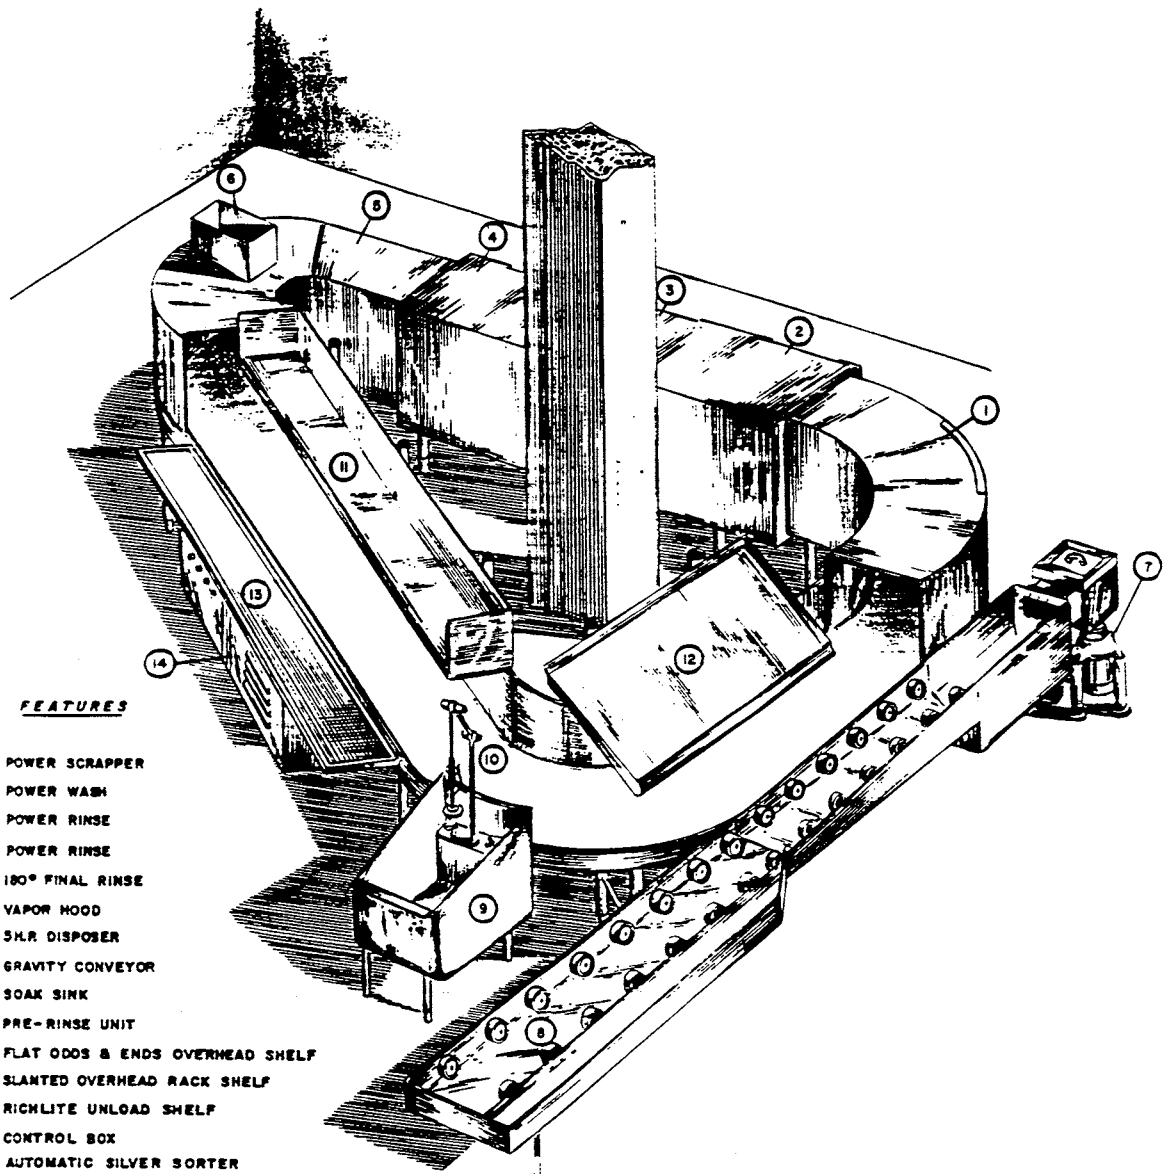 6
5
4
3
2
1
7
11
13
12
14
10
9
8
FEATURES
POWER SCRAPPER
POWER WASH
POWER RINSE
POWER RINSE
180° FINAL RINSE
VAPOR HOOD
5H.P. DISPOSER
GRAVITY CONVEYOR
SOAK SINK
PRE-RINSE UNIT
FLAT ODDS & ENDS OVERHEAD SHELF
SLANTED OVERHEAD RACK SHELF
RICHLITE UNLOAD SHELF
CONTROL BOX
AUTOMATIC SILVER SORTER